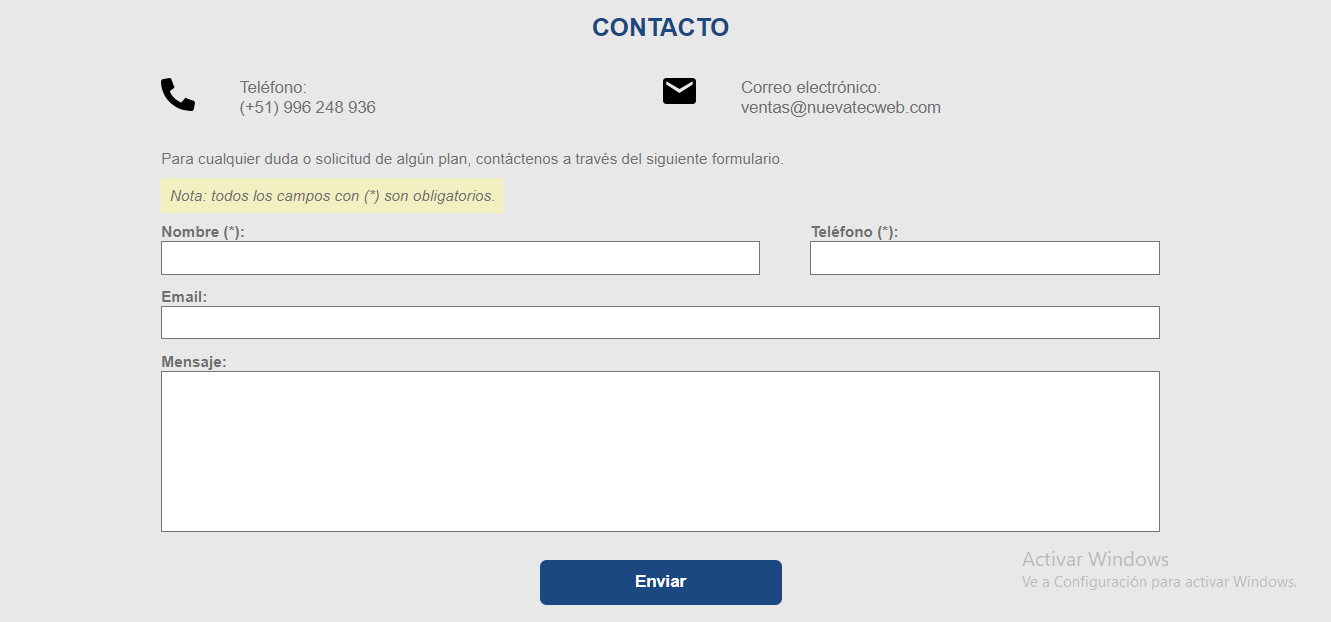 CONTACTO
Teléfono:
(+51) 996 248 936
Correo electrónico:
ventas@nuevatecweb.com
Para cualquier duda o solicitud de algún plan, contáctenos a través del siguiente formulario.
Nota: todos los campos con (*) son obligatorios.
Nombre (*):
Teléfono (*):
Email:
Mensaje:
Enviar
Activar Windows
Ve a Configuración para activar Windows.